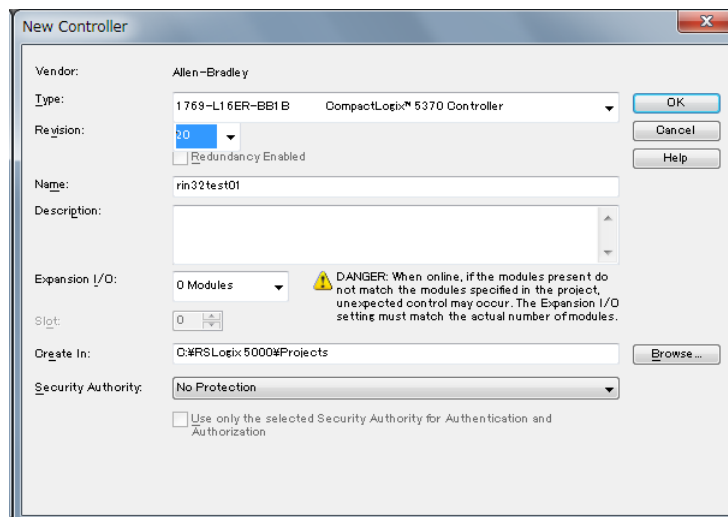 New Controller
Vendor: Allen-Bradley
Type: 1769-L16ER-BB1B CompactLogix™ 5370 Controller
OK
Revision: 20
Cancel
Redundancy Enabled
Help
Name: rin32test01
Description:
Expansion I/O: 0 Modules
DANGER: When online, if the modules present do
not match the modules specified in the project,
unexpected control may occur. The Expansion I/O
setting must match the actual number of modules.
Slot: 0
Create In: C:¥RSLogix 5000¥Projects
Browse...
Security Authority: No Protection
Use only the selected Security Authority for Authentication and
Authorization